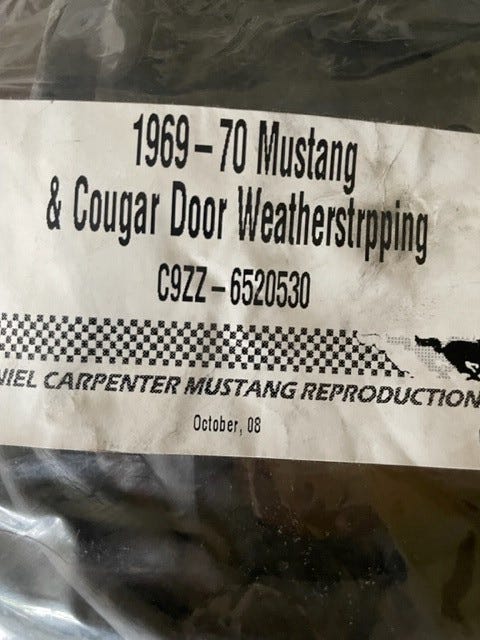 1969 – 70 Mustang
& Cougar Door Weatherstrpping
C9ZZ – 6520530
NIEL CARPENTER MUSTANG REPRODUCTION
October, 08